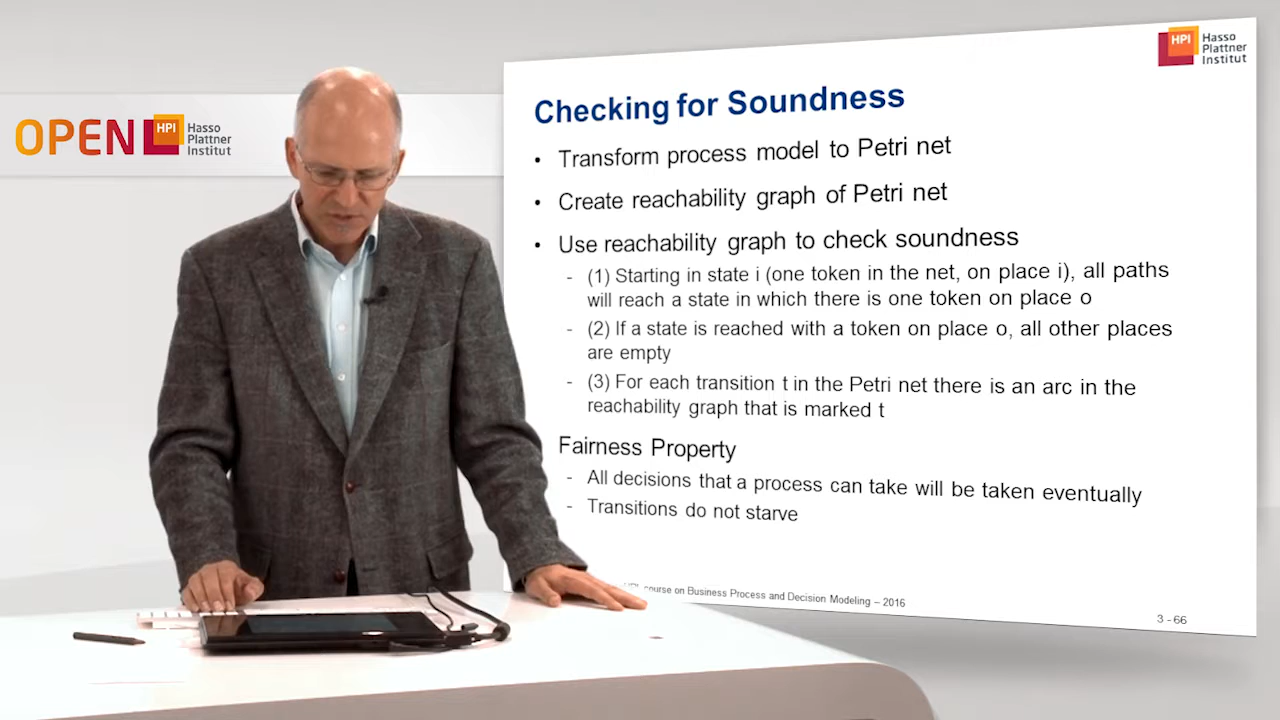 OPEN HPI Hasso
Plattner
Institut
HPI Hasso
Plattner
Institut
Checking for Soundness
• Transform process model to Petri net
• Create reachability graph of Petri net
• Use reachability graph to check soundness
- (1) Starting in state i (one token in the net, on place i), all paths
will reach a state in which there is one token on place o
- (2) If a state is reached with a token on place o, all other places
are empty
- (3) For each transition t in the Petri net there is an arc in the
reachability graph that is marked t
Fairness Property
- All decisions that a process can take will be taken eventually
- Transitions do not starve
course on Business Process and Decision Modeling – 2016
3 - 66